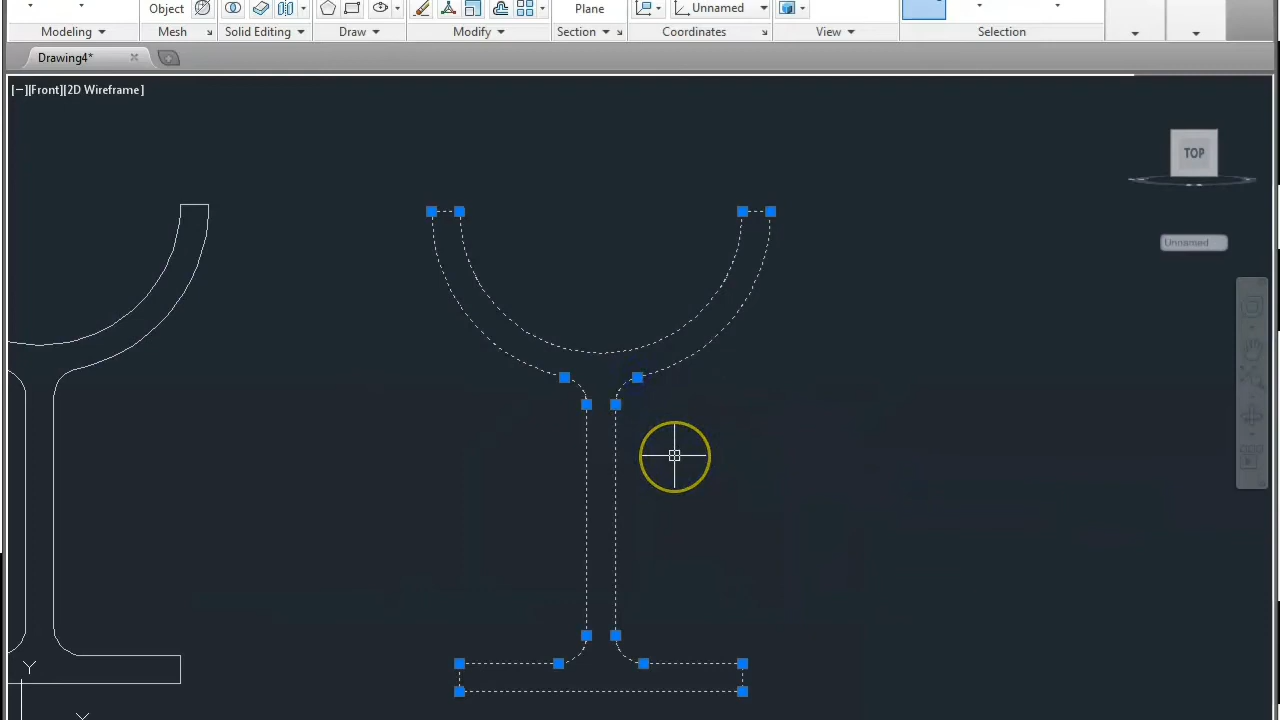 Object
Plane
Unnamed
Modeling
Mesh
Solid Editing
Draw
Modify
Section
Coordinates
View
Selection
Drawing4*
[−][Front][2D Wireframe]
TOP
Unnamed
Y
X